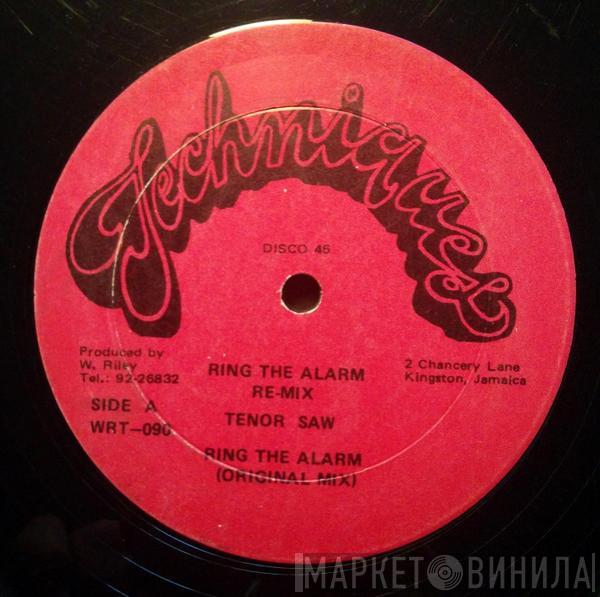 Techniques
DISCO 45
Produced by
W. Riley
Tel.: 92-26832
2 Chancery Lane
Kingston, Jamaica
SIDE A
WRT-090
RING THE ALARM
RE-MIX
TENOR SAW
RING THE ALARM
(ORIGINAL MIX)
МАРКЕТ ВИНИЛА